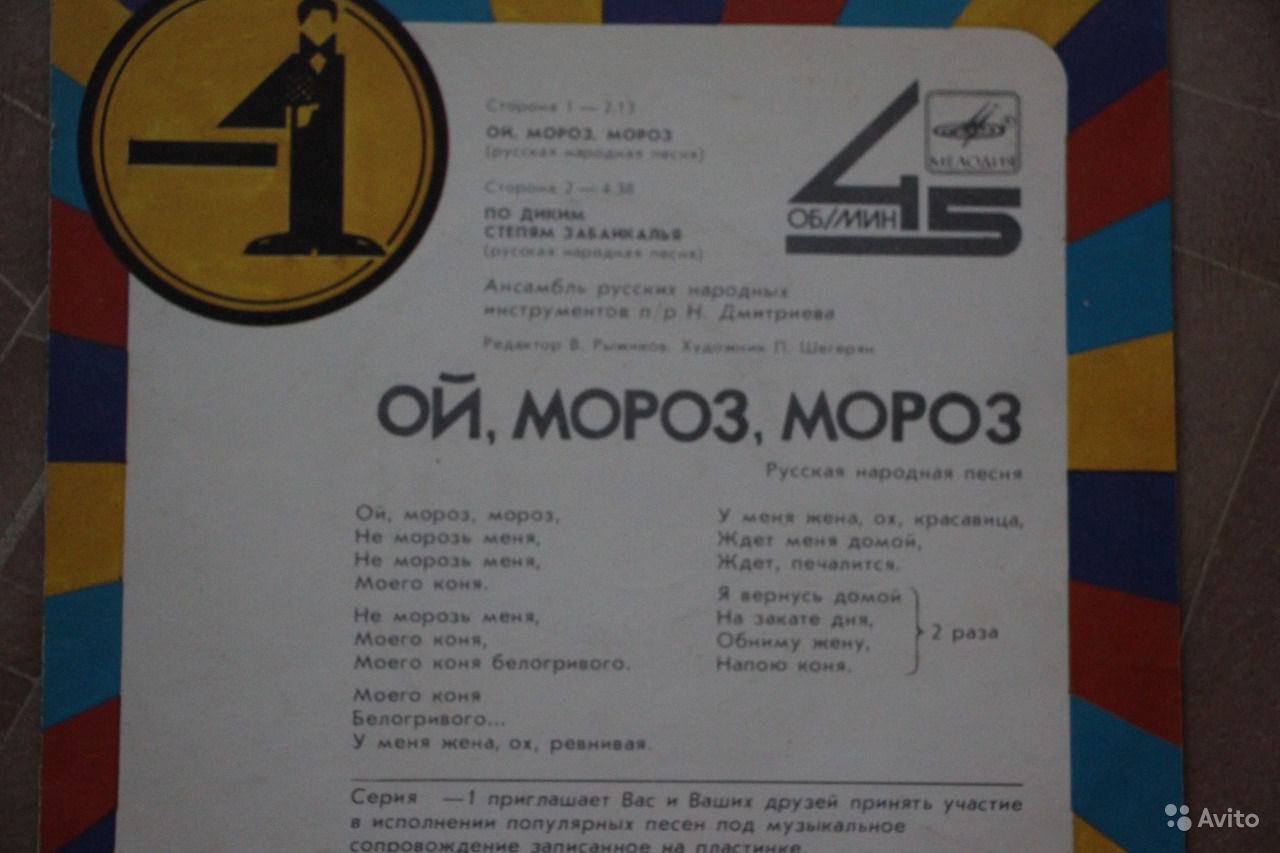 -1
Сторона 1 — 2.13
ОЙ, МОРОЗ, МОРОЗ
(русская народная песня)
Сторона 2 — 4.38
ПО ДИКИМ
СТЕПЯМ ЗАБАЙКАЛЬЯ
(русская народная песня)
Ансамбль русских народных
инструментов п/р Н. Дмитриева
Редактор В. Рыжиков. Художник П. Шегерян
45
ОБ/МИН
МЕЛОДИЯ
ОЙ, МОРОЗ, МОРОЗ
Русская народная песня
Ой, мороз, мороз,
Не морозь меня,
Не морозь меня,
Моего коня.
Не морозь меня,
Моего коня,
Моего коня белогривого.
Моего коня
Белогривого...
У меня жена, ох, ревнивая.
У меня жена, ох, красавица,
Ждет меня домой,
Ждет, печалится.
Я вернусь домой
На закате дня,
Обниму жену,
Напою коня.
2 раза
Серия —1 приглашает Вас и Ваших друзей принять участие
в исполнении популярных песен под музыкальное
сопровождение записанное на пластинке.
Avito